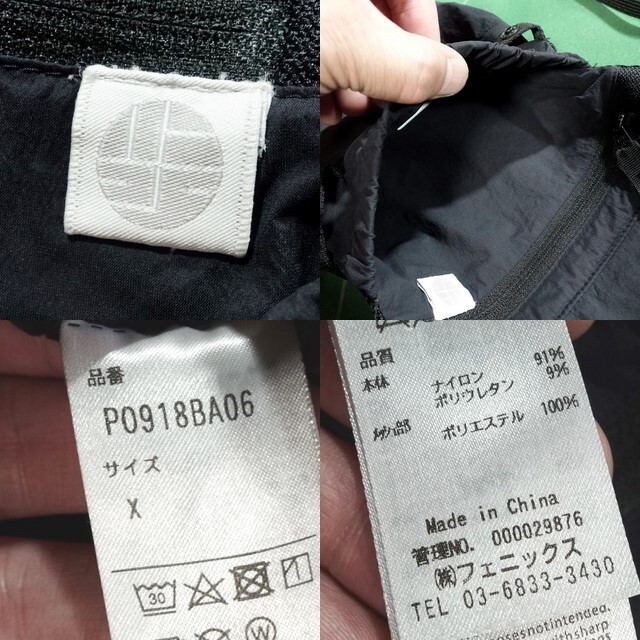 品番
PO918BA06
サイズ
X
30
W
品質
本体 ナイロン 91%
ポリウレタン 9%
メッシュ部 ポリエステル 100%
Made in China
管理NO. 000029876
(株)フェニックス
TEL 03-6833-3430